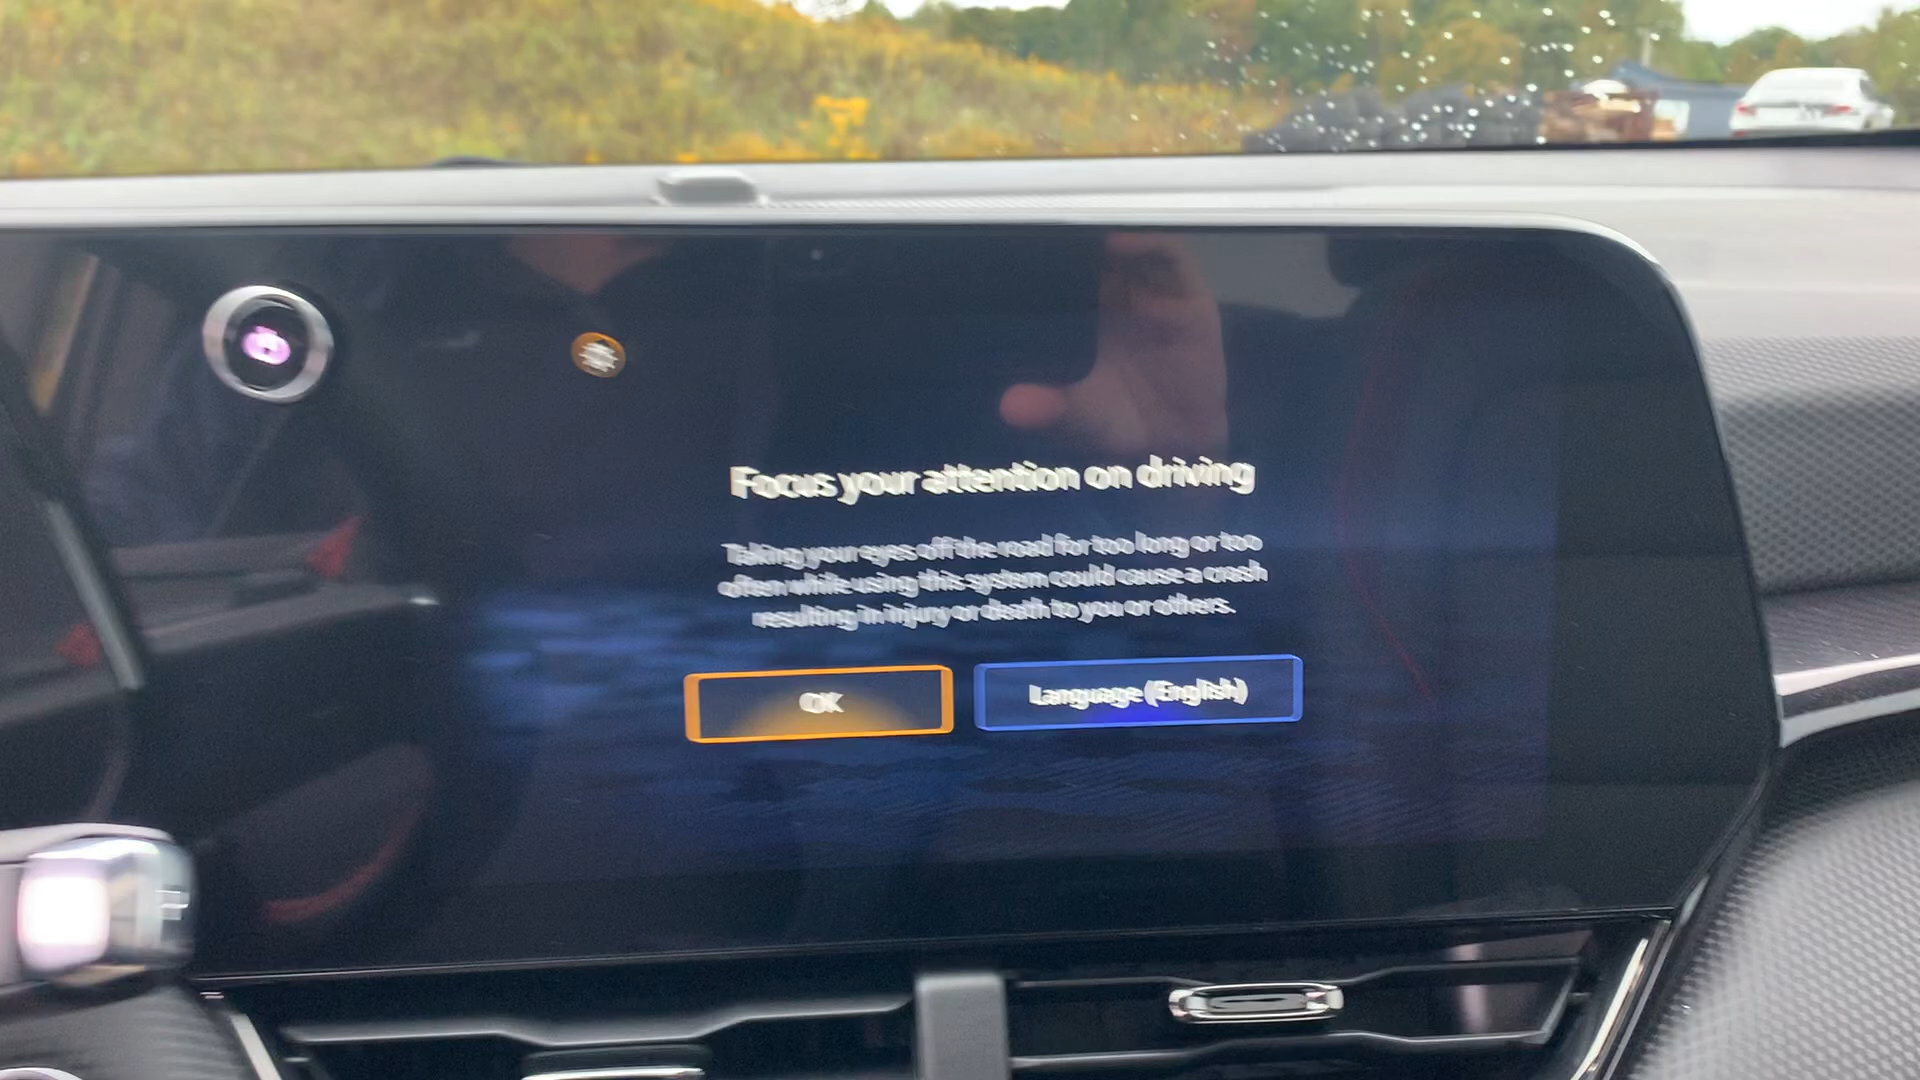 Focus your attention on driving
Taking your eyes off the road for too long or too
often while using this system could cause a crash
resulting in injury or death to you or others.
OK
Language (English)